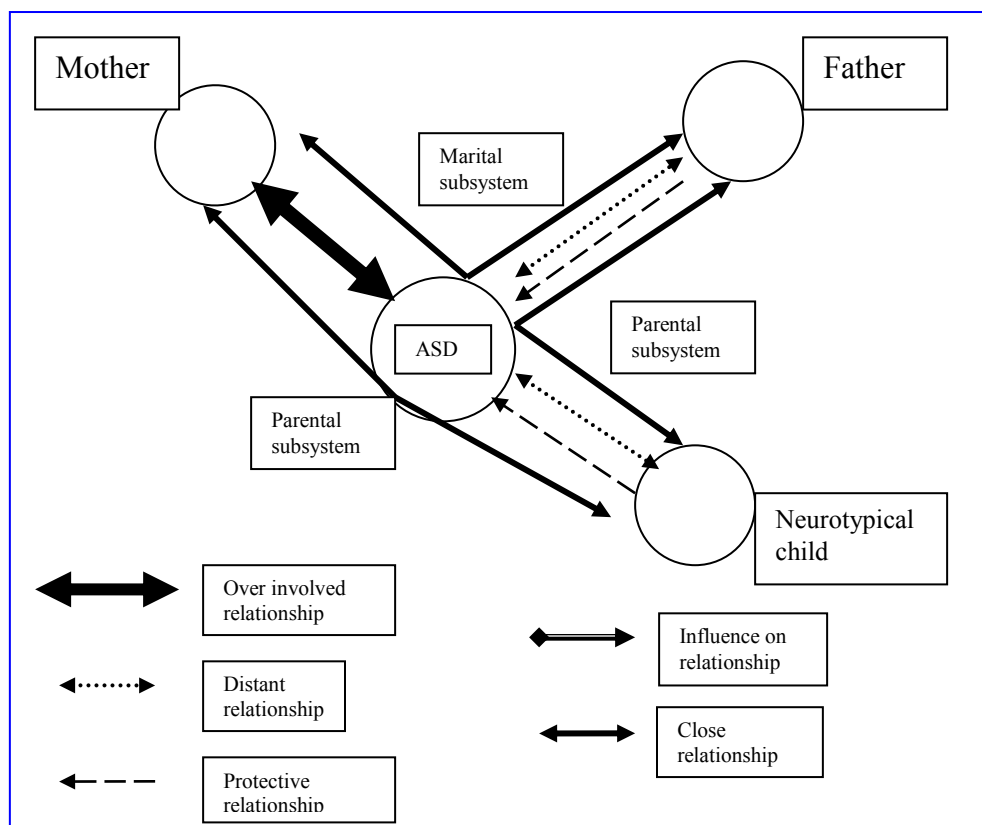 Mother
Father
Marital
subsystem
Parental
subsystem
ASD
Parental
subsystem
Neurotypical
child
Over involved
relationship
Influence on
relationship
Distant
relationship
Close
relationship
Protective
relationship